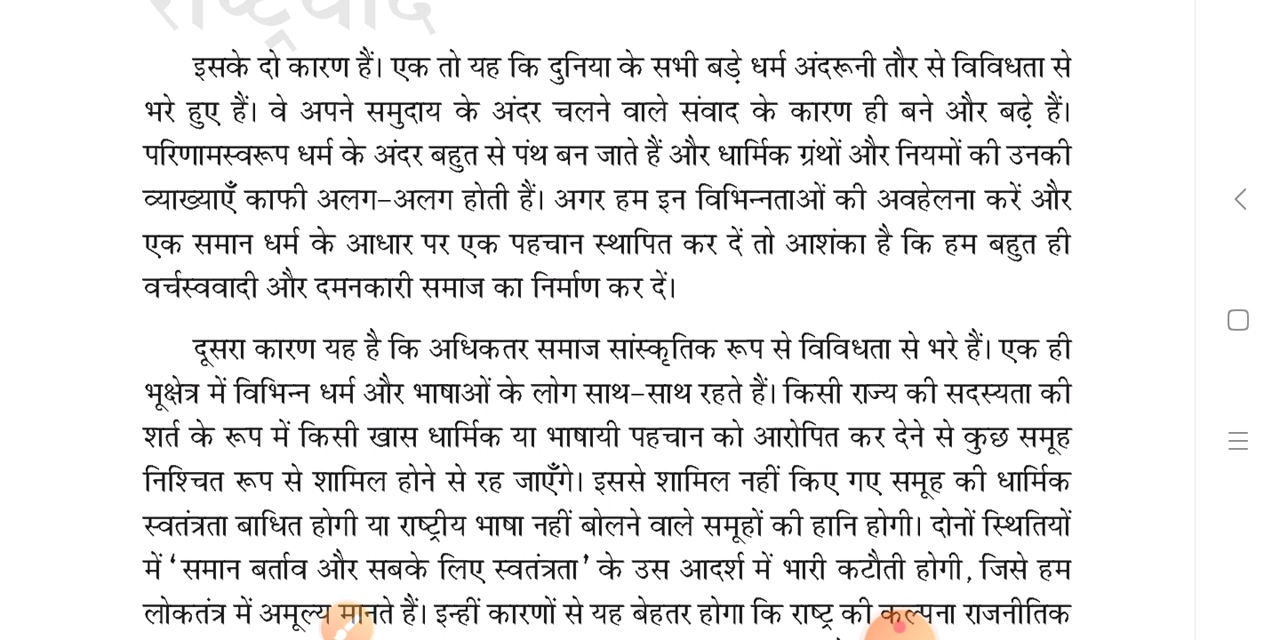 राष्ट्रवाद
इसके दो कारण हैं। एक तो यह कि दुनिया के सभी बड़े धर्म अंदरूनी तौर से विविधता से
भरे हुए हैं। वे अपने समुदाय के अंदर चलने वाले संवाद के कारण ही बने और बढ़े हैं।
परिणामस्वरूप धर्म के अंदर बहुत से पंथ बन जाते हैं और धार्मिक ग्रंथों और नियमों की उनकी
व्याख्याएँ काफी अलग-अलग होती हैं। अगर हम इन विभिन्नताओं की अवहेलना करें और
एक समान धर्म के आधार पर एक पहचान स्थापित कर दें तो आशंका है कि हम बहुत ही
वर्चस्ववादी और दमनकारी समाज का निर्माण कर दें।
दूसरा कारण यह है कि अधिकतर समाज सांस्कृतिक रूप से विविधता से भरे हैं। एक ही
भूक्षेत्र में विभिन्न धर्म और भाषाओं के लोग साथ-साथ रहते हैं। किसी राज्य की सदस्यता की
शर्त के रूप में किसी खास धार्मिक या भाषायी पहचान को आरोपित कर देने से कुछ समूह
निश्चित रूप से शामिल होने से रह जाएँगे। इससे शामिल नहीं किए गए समूह की धार्मिक
स्वतंत्रता बाधित होगी या राष्ट्रीय भाषा नहीं बोलने वाले समूहों की हानि होगी। दोनों स्थितियों
में ‘समान बर्ताव और सबके लिए स्वतंत्रता’ के उस आदर्श में भारी कटौती होगी, जिसे हम
लोकतंत्र में अमूल्य मानते हैं। इन्हीं कारणों से यह बेहतर होगा कि राष्ट्र की कल्पना राजनीतिक